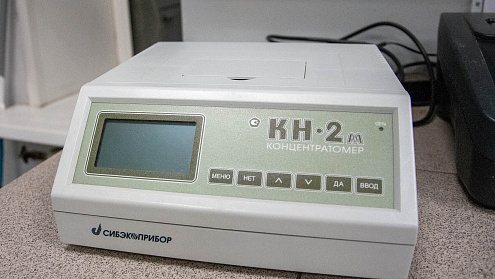 КН·2м
КОНЦЕНТРАТОМЕР
МЕНЮ НЕТ ДА ВВОД
СИБЭКОПРИБОР